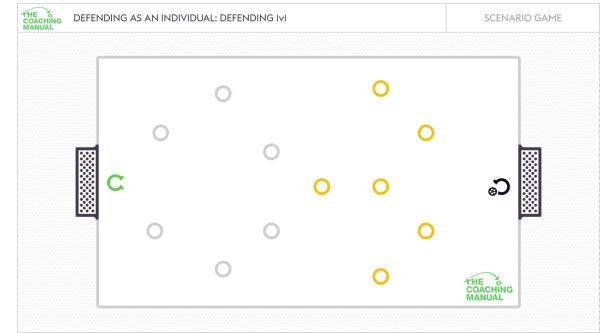 THE
COACHING
MANUAL
DEFENDING AS AN INDIVIDUAL: DEFENDING 1v1
SCENARIO GAME
THE
COACHING
MANUAL